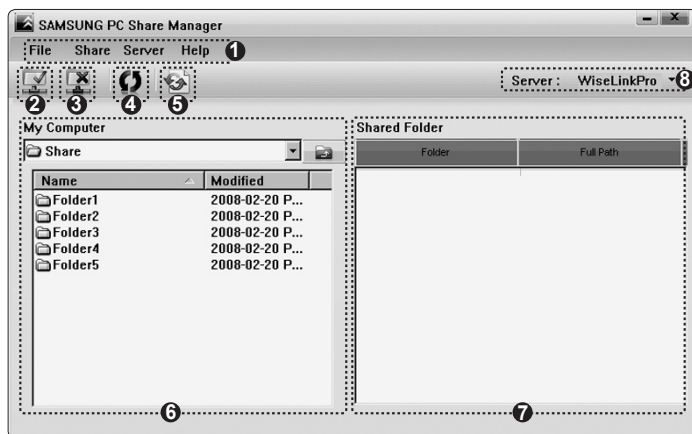 SAMSUNG PC Share Manager
File Share Server Help 1
2 3 4 5
Server : WiseLinkPro 8
My Computer
Share
Name Modified
Folder1 2008-02-20 P...
Folder2 2008-02-20 P...
Folder3 2008-02-20 P...
Folder4 2008-02-20 P...
Folder5 2008-02-20 P...
6
Shared Folder
Folder Full Path
7